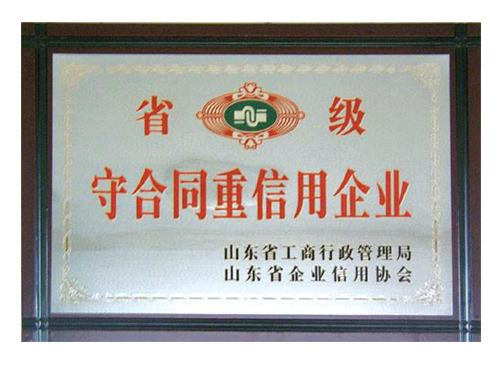 省级
守合同重信用企业
山东省工商行政管理局
山东省企业信用协会